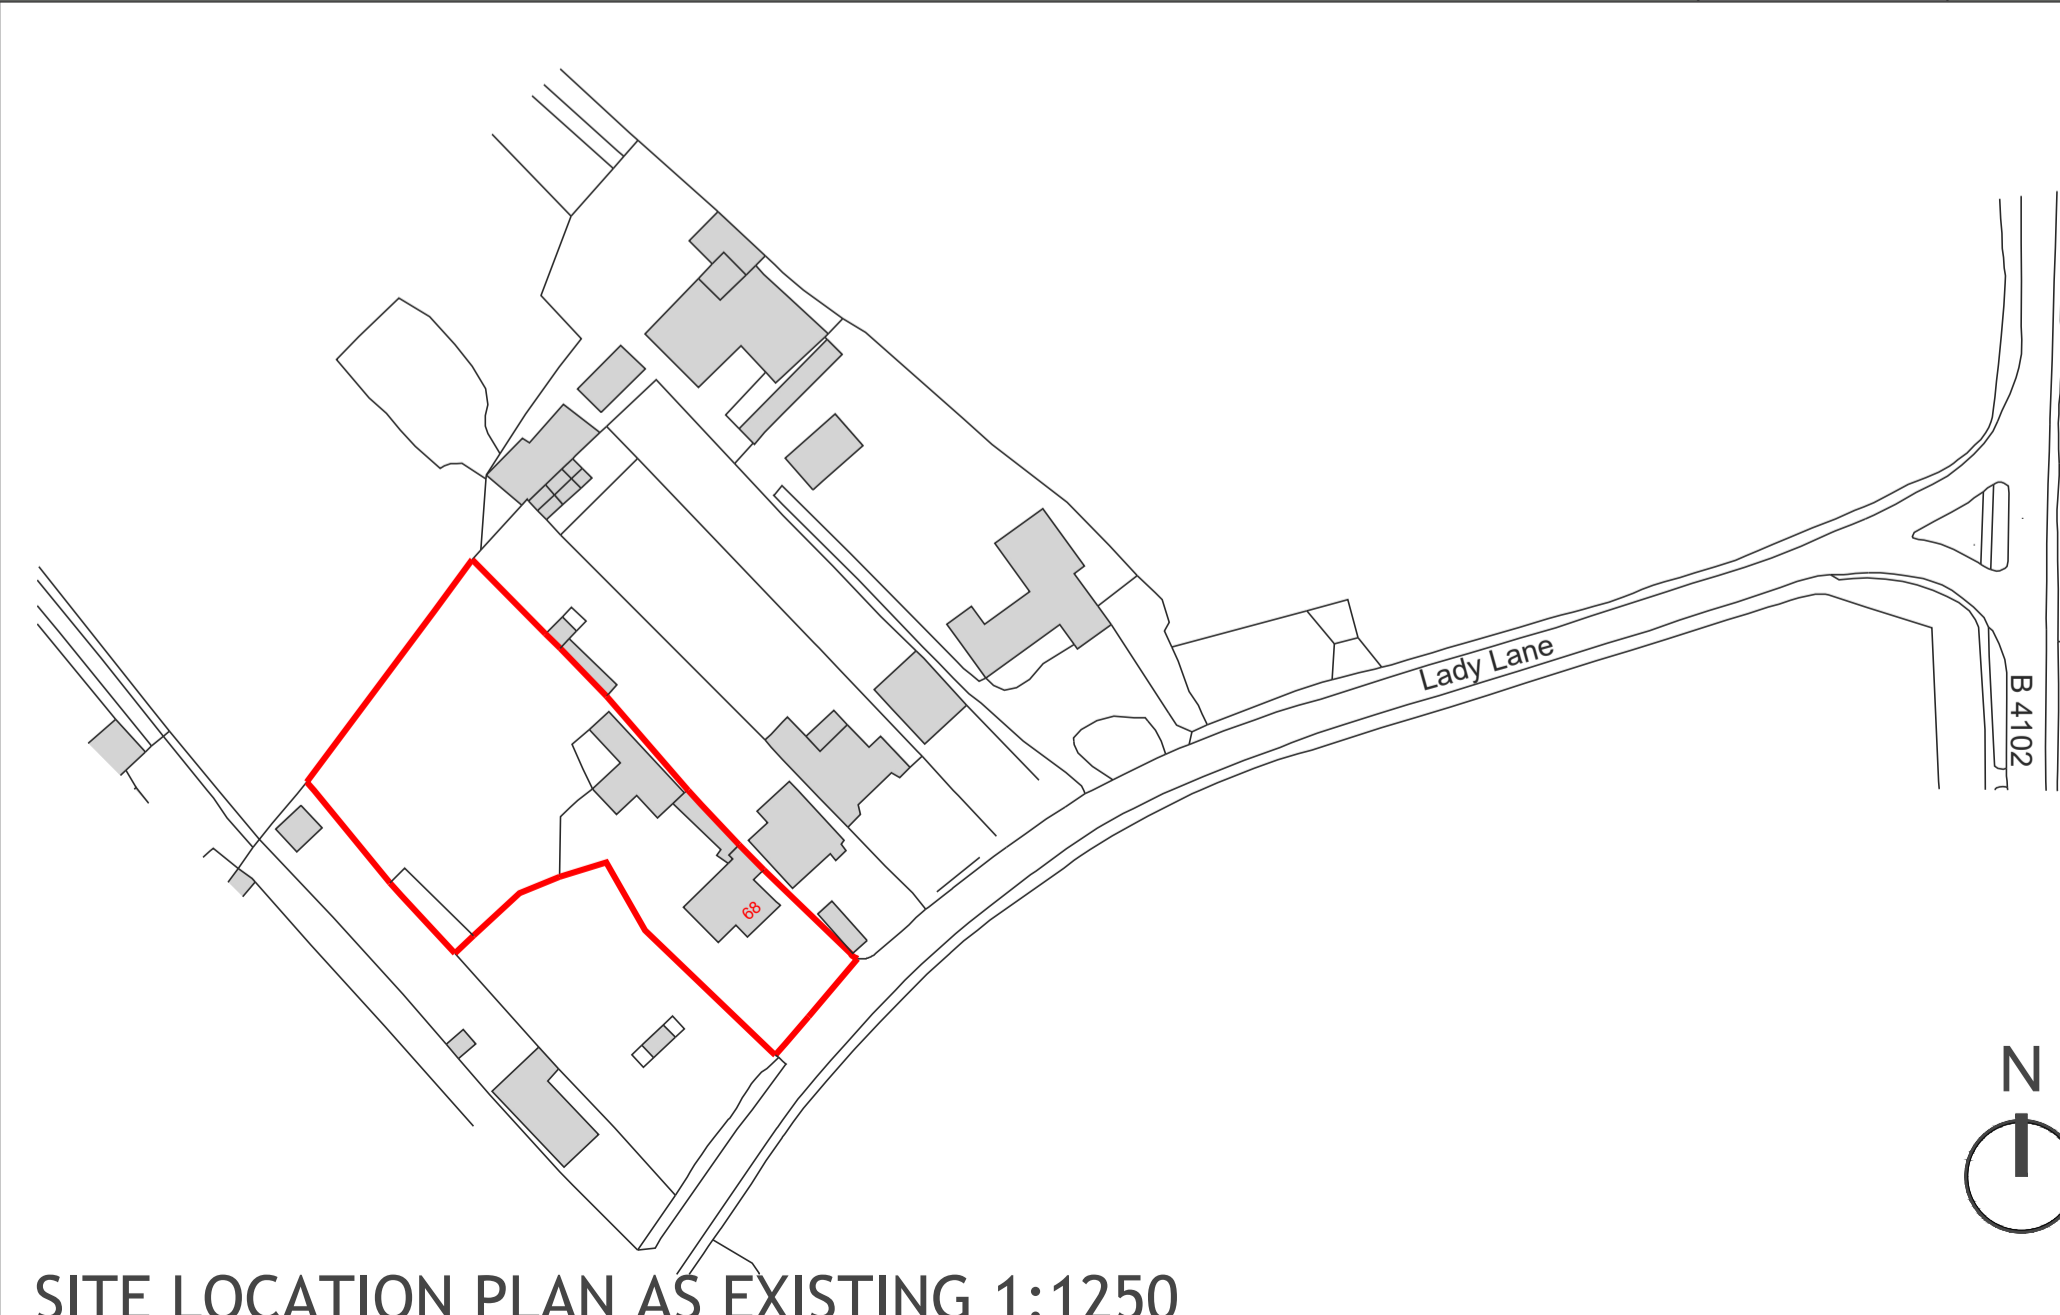 Lady Lane
B 4102
68
N
SITE LOCATION PLAN AS EXISTING 1:1250